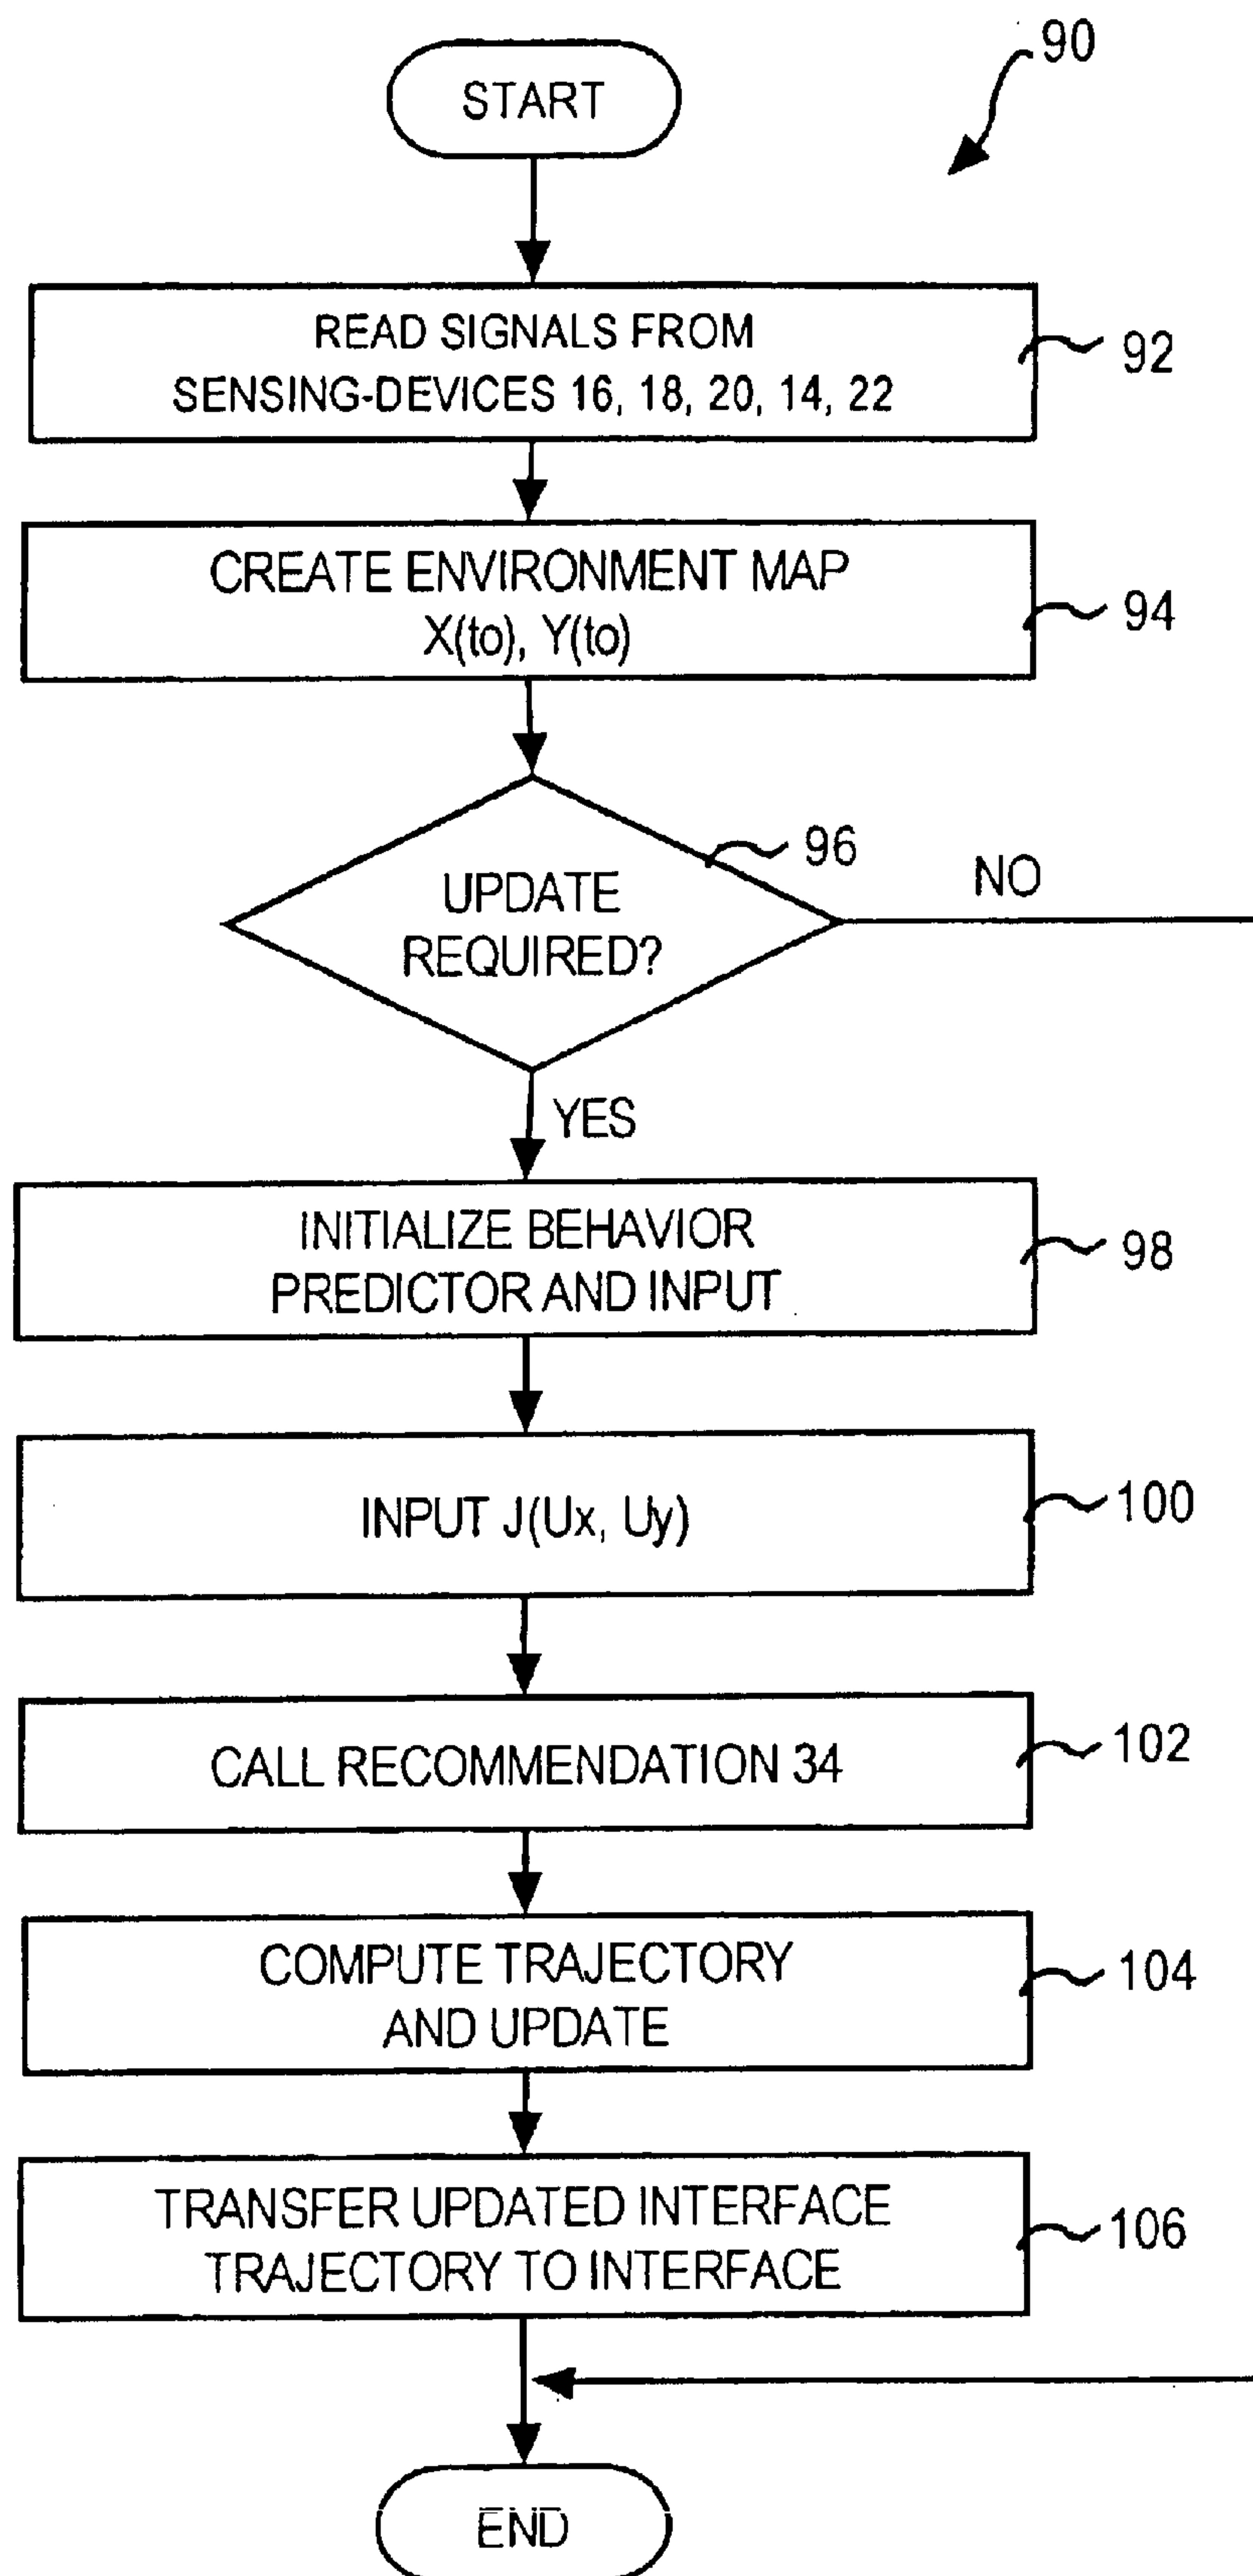 90
START
READ SIGNALS FROM
SENSING-DEVICES 16, 18, 20, 14, 22
92
CREATE ENVIRONMENT MAP
X(to), Y(to)
94
UPDATE
REQUIRED?
96
NO
YES
INITIALIZE BEHAVIOR
PREDICTOR AND INPUT
98
INPUT J(Ux, Uy)
100
CALL RECOMMENDATION 34
102
COMPUTE TRAJECTORY
AND UPDATE
104
TRANSFER UPDATED INTERFACE
TRAJECTORY TO INTERFACE
106
END